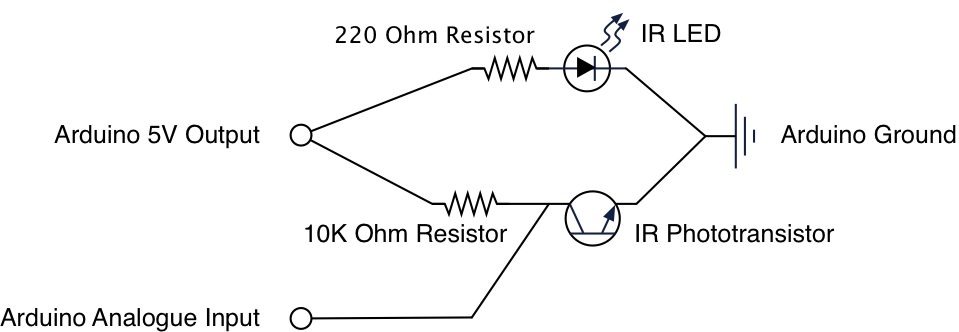 220 Ohm Resistor
IR LED
Arduino 5V Output
Arduino Ground
10K Ohm Resistor
IR Phototransistor
Arduino Analogue Input